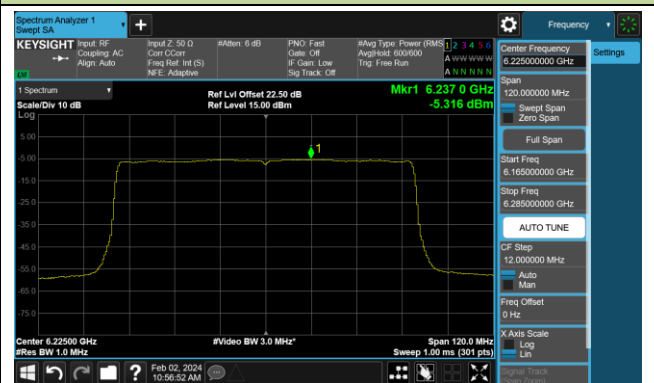 Spectrum Analyzer 1
Swept SA
Frequency
KEYSIGHT
Input: RF
Coupling: AC
Align: Auto
Input Z: 50 Ω
Corr CCorr
Freq Ref: Int (S)
NFE: Adaptive
#Atten: 6 dB
PNO: Fast
Gate: Off
IF Gain: Low
Sig Track: Off
#Avg Type: Power (RMS
Avg|Hold: 600/600
Trig: Free Run
1 2 3 4 5 6
A W W W W W
A N N N N N
1 Spectrum
Scale/Div 10 dB
Log
Ref Lvl Offset 22.50 dB
Ref Level 15.00 dBm
Mkr1 6.237 0 GHz
-5.316 dBm
1
5.00
-5.00
-15.0
-25.0
-35.0
-45.0
-55.0
-65.0
-75.0
Center 6.22500 GHz
#Res BW 1.0 MHz
#Video BW 3.0 MHz*
Span 120.0 MHz
Sweep 1.00 ms (301 pts)
Feb 02, 2024
10:56:52 AM
Center Frequency
6.225000000 GHz
Settings
Span
120.000000 MHz
Swept Span
Zero Span
Full Span
Start Freq
6.165000000 GHz
Stop Freq
6.285000000 GHz
AUTO TUNE
CF Step
12.000000 MHz
Auto
Man
Freq Offset
0 Hz
X Axis Scale
Log
Lin
Signal Track